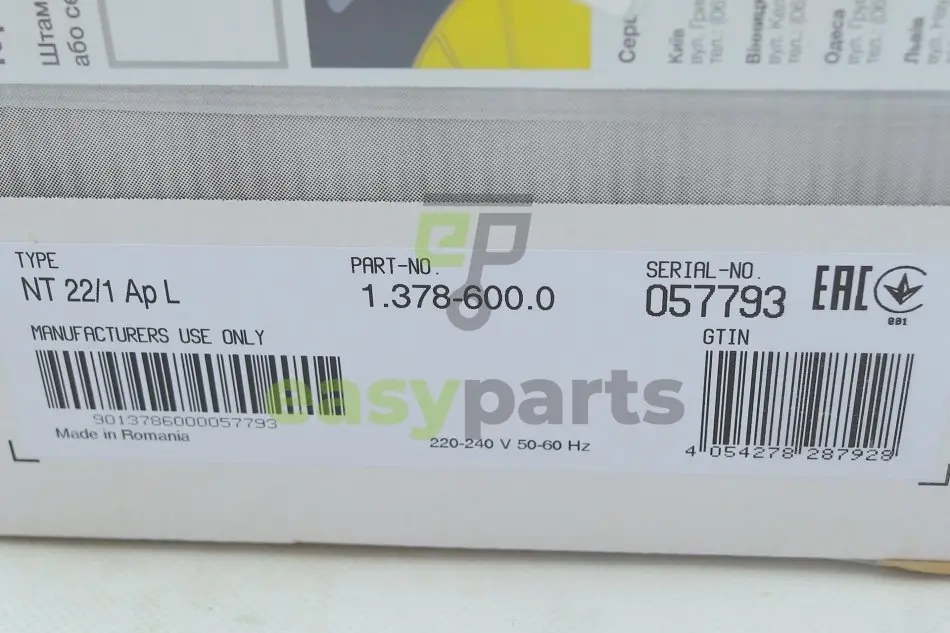 Штам
або се
Серв
Київ
Вінниц
Одеса
Львів
ep
TYPE
NT 22/1 Ap L
PART-NO.
1.378-600.0
SERIAL-NO.
057793
EAC
001
MANUFACTURERS USE ONLY
GTIN
easyparts
9013786000057793
Made in Romania
220-240 V 50-60 Hz
4 054278 287928